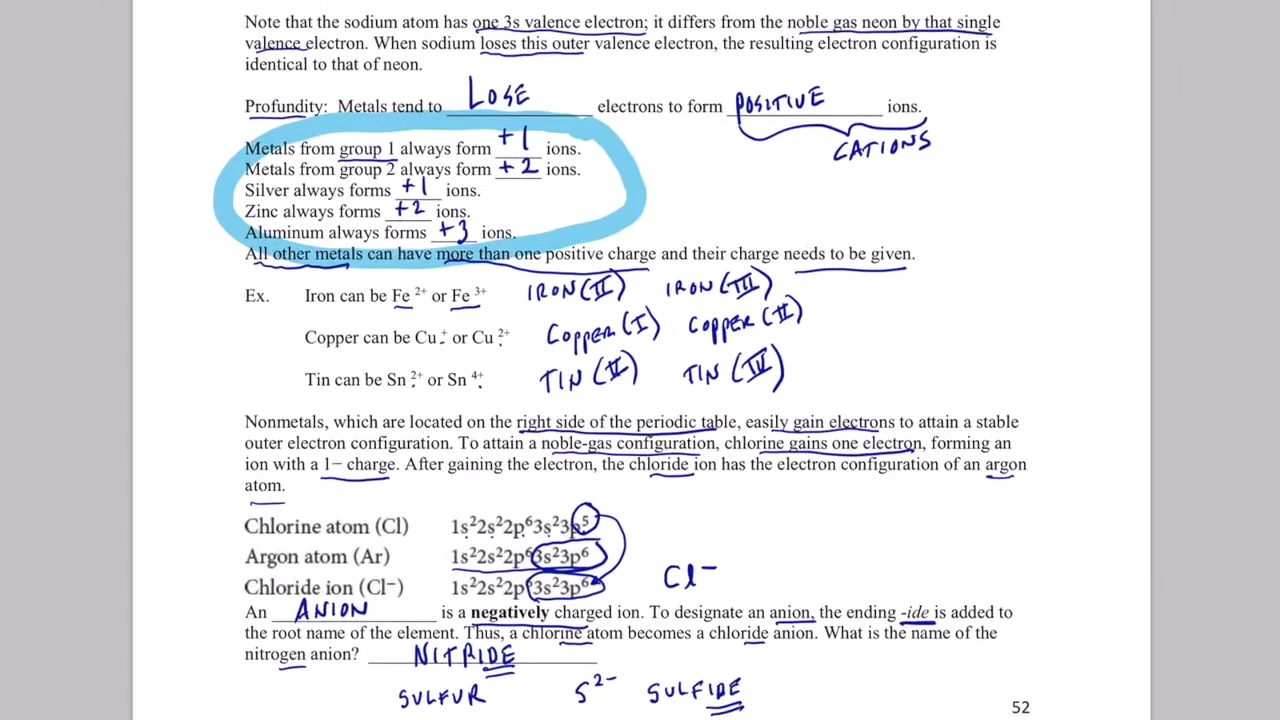 Note that the sodium atom has one 3s valence electron; it differs from the noble gas neon by that single
valence electron. When sodium loses this outer valence electron, the resulting electron configuration is
identical to that of neon.
Profundity: Metals tend to LOSE electrons to form POSITIVE ions.
CATIONS
Metals from group 1 always form +1 ions.
Metals from group 2 always form +2 ions.
Silver always forms +1 ions.
Zinc always forms +2 ions.
Aluminum always forms +3 ions.
All other metals can have more than one positive charge and their charge needs to be given.
Ex. Iron can be Fe ²⁺ or Fe ³⁺ IRON (II) IRON (III)
Copper can be Cu ⁺ or Cu ²⁺ COPPER (I) COPPER (II)
Tin can be Sn ²⁺ or Sn ⁴⁺ TIN (II) TIN (IV)
Nonmetals, which are located on the right side of the periodic table, easily gain electrons to attain a stable
outer electron configuration. To attain a noble-gas configuration, chlorine gains one electron, forming an
ion with a 1− charge. After gaining the electron, the chloride ion has the electron configuration of an argon
atom.
Chlorine atom (Cl) 1s²2s²2p⁶3s²3p⁵
Argon atom (Ar) 1s²2s²2p⁶3s²3p⁶
Chloride ion (Cl⁻) 1s²2s²2p⁶3s²3p⁶ Cl⁻
An ANION is a negatively charged ion. To designate an anion, the ending -ide is added to
the root name of the element. Thus, a chlorine atom becomes a chloride anion. What is the name of the
nitrogen anion? NITRIDE
SULFUR S²⁻ SULFIDE
52